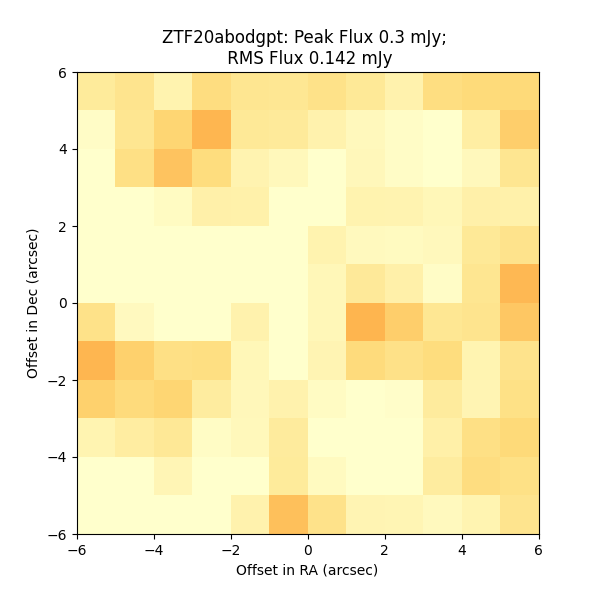 ZTF20abodgpt: Peak Flux 0.3 mJy;
RMS Flux 0.142 mJy
6
4
2
0
−2
−4
−6
Offset in Dec (arcsec)
−6 −4 −2 0 2 4 6
Offset in RA (arcsec)